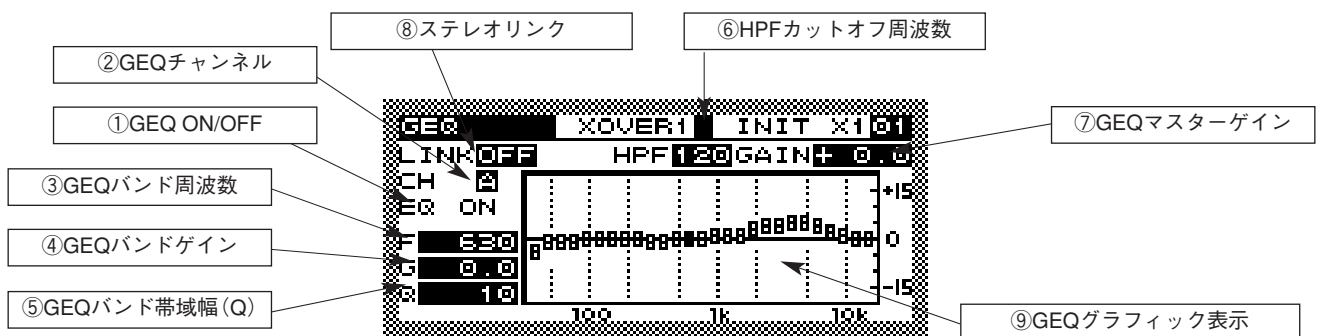 ⑧ステレオリンク
⑥HPFカットオフ周波数
②GEQチャンネル
①GEQ ON/OFF
⑦GEQマスターゲイン
③GEQバンド周波数
④GEQバンドゲイン
⑤GEQバンド帯域幅(Q)
⑨GEQグラフィック表示
GEQ XOVER1 INIT X1 01
LINK OFF HPF 120 GAIN + 0.0
CH A
EQ ON
F 630
G 0.0
Q 10
+15
0
-15
100 1k 10k